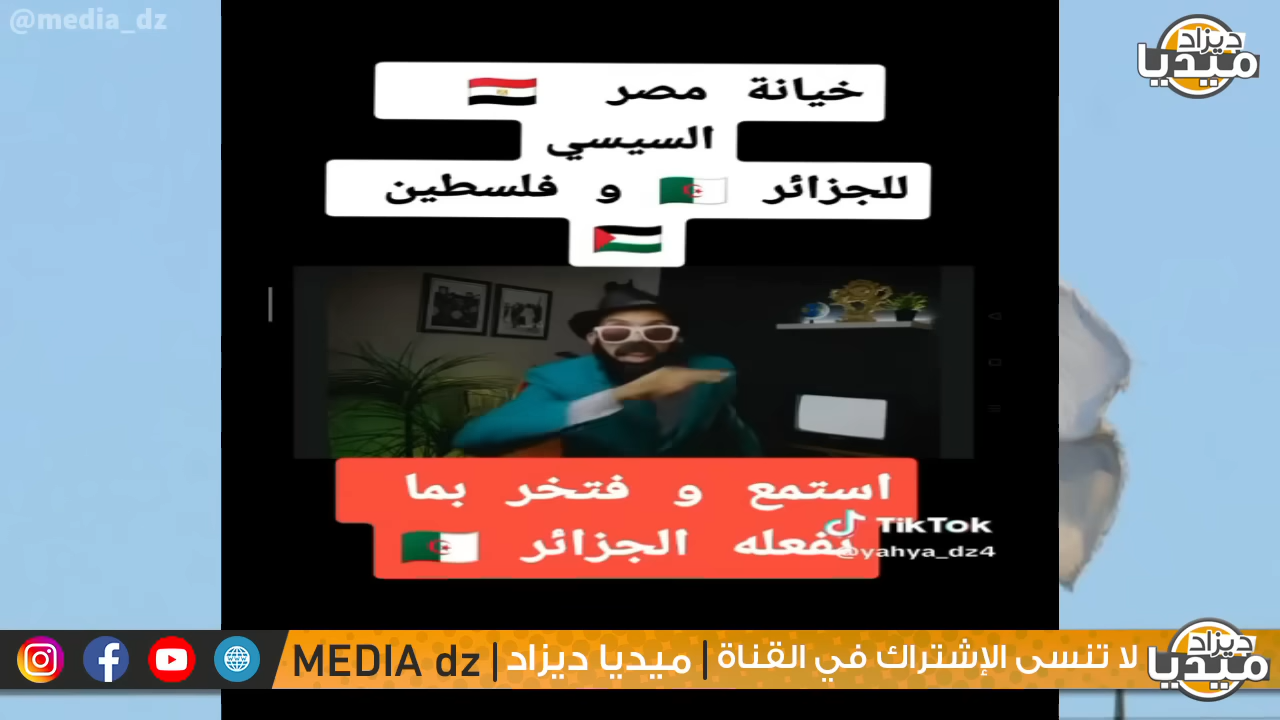 @media_dz
ديزاد
ميديا
خيانة مصر 🇪🇬
السيسي
للجزائر 🇩🇿 و فلسطين
🇵🇸
استمع و فتخر بما
تفعله الجزائر 🇩🇿
TikTok
@yahya_dz4
لا تنسى الإشتراك في القناة | ميديا ديزاد | MEDIA dz
ديزاد
ميديا